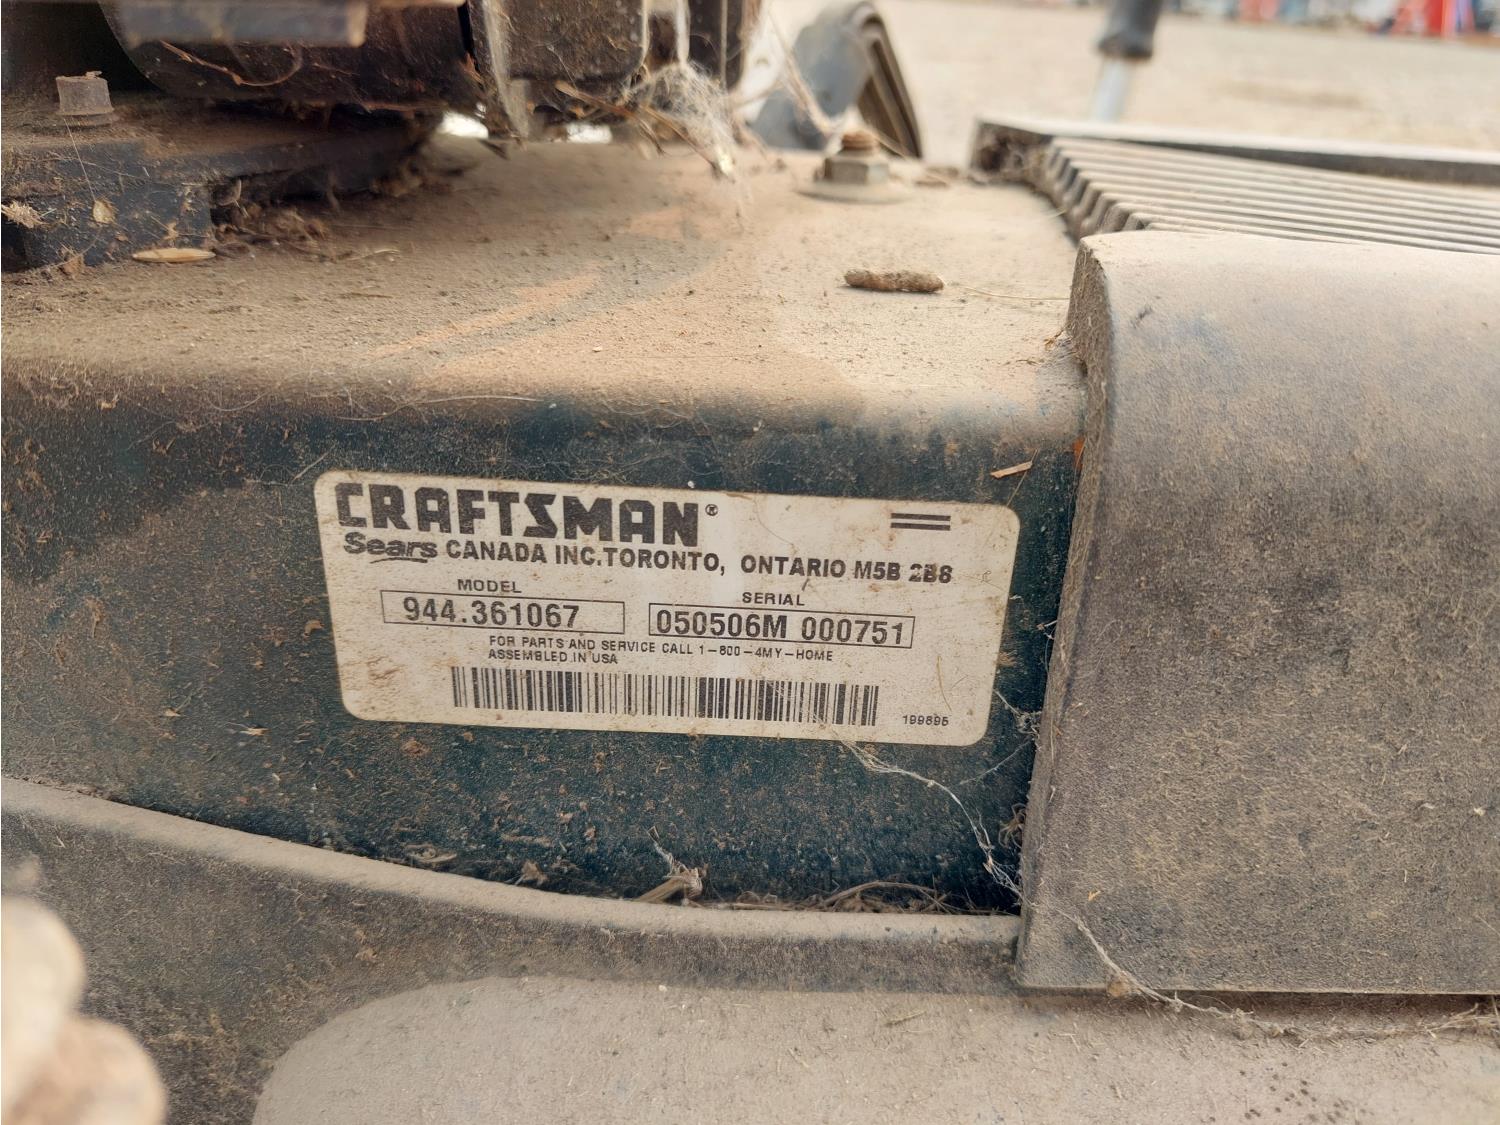 CRAFTSMAN®
Sears CANADA INC. TORONTO, ONTARIO M5B 2B8
MODEL SERIAL
944.361067 050506M 000751
FOR PARTS AND SERVICE CALL 1-800-4MY-HOME
ASSEMBLED IN USA
199895